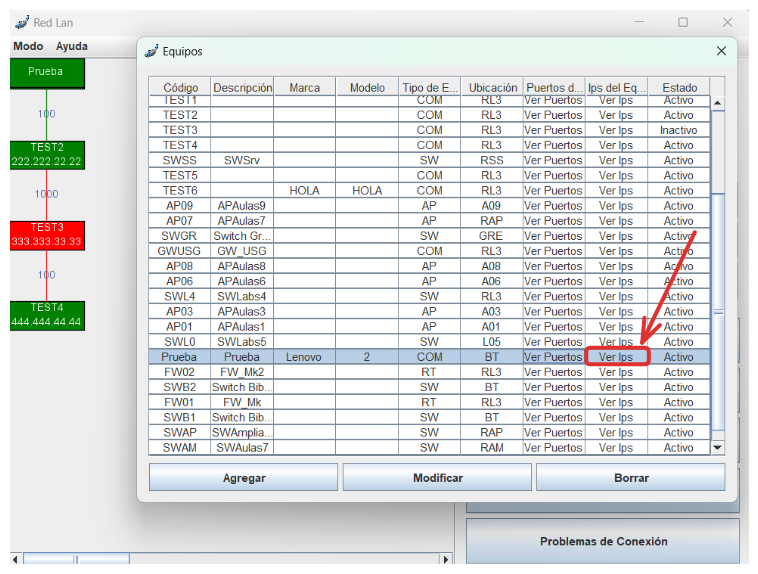 Red Lan
Modo Ayuda
Prueba
100
TEST2
222.222.22.22
1000
TEST3
333.333.33.33
100
TEST4
444.444.44.44
Equipos
Código Descripción Marca Modelo Tipo de E... Ubicación Puertos d... Ips del Eq... Estado
TEST1 COM RL3 Ver Puertos Ver Ips Activo
TEST2 COM RL3 Ver Puertos Ver Ips Activo
TEST3 COM RL3 Ver Puertos Ver Ips Inactivo
TEST4 COM RL3 Ver Puertos Ver Ips Activo
SWSS SWSrv SW RSS Ver Puertos Ver Ips Activo
TEST5 COM RL3 Ver Puertos Ver Ips Activo
TEST6 HOLA HOLA COM RL3 Ver Puertos Ver Ips Activo
AP09 APAulas9 AP A09 Ver Puertos Ver Ips Activo
AP07 APAulas7 AP RAP Ver Puertos Ver Ips Activo
SWGR Switch Gr... SW GRE Ver Puertos Ver Ips Activo
GWUSG GW_USG COM RL3 Ver Puertos Ver Ips Activo
AP08 APAulas8 AP A08 Ver Puertos Ver Ips Activo
AP06 APAulas6 AP A06 Ver Puertos Ver Ips Activo
SWL4 SWLabs4 SW RL3 Ver Puertos Ver Ips Activo
AP03 APAulas3 AP A03 Ver Puertos Ver Ips Activo
AP01 APAulas1 AP A01 Ver Puertos Ver Ips Activo
SWL0 SWLabs5 SW L05 Ver Puertos Ver Ips Activo
Prueba Prueba Lenovo 2 COM BT Ver Puertos Ver Ips Activo
FW02 FW_Mk2 RT RL3 Ver Puertos Ver Ips Activo
SWB2 Switch Bib... SW BT Ver Puertos Ver Ips Activo
FW01 FW_Mk RT RL3 Ver Puertos Ver Ips Activo
SWB1 Switch Bib... SW BT Ver Puertos Ver Ips Activo
SWAP SWAmplia... SW RAP Ver Puertos Ver Ips Activo
SWAM SWAulas7 SW RAM Ver Puertos Ver Ips Activo
Agregar Modificar Borrar
Problemas de Conexión